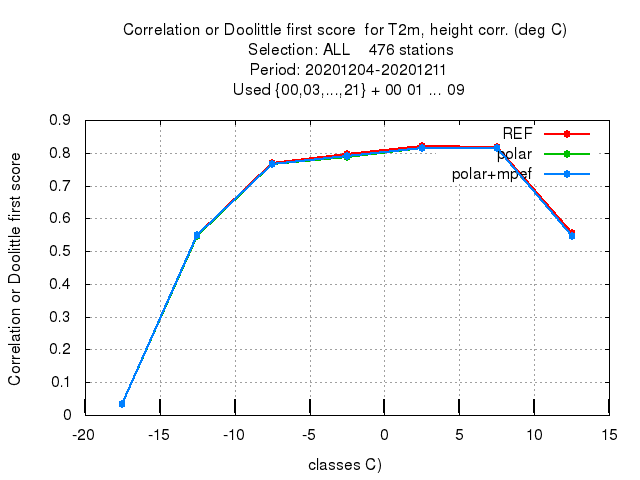 Correlation or Doolittle first score  for T2m, height corr. (deg C)
Selection: ALL    476 stations
Period: 20201204-20201211
Used {00,03,...,21} + 00 01 ... 09
Correlation or Doolittle first score
0.9
0.8
0.7
0.6
0.5
0.4
0.3
0.2
0.1
0
REF
polar
polar+mpef
-20 -15 -10 -5 0 5 10 15
classes C)